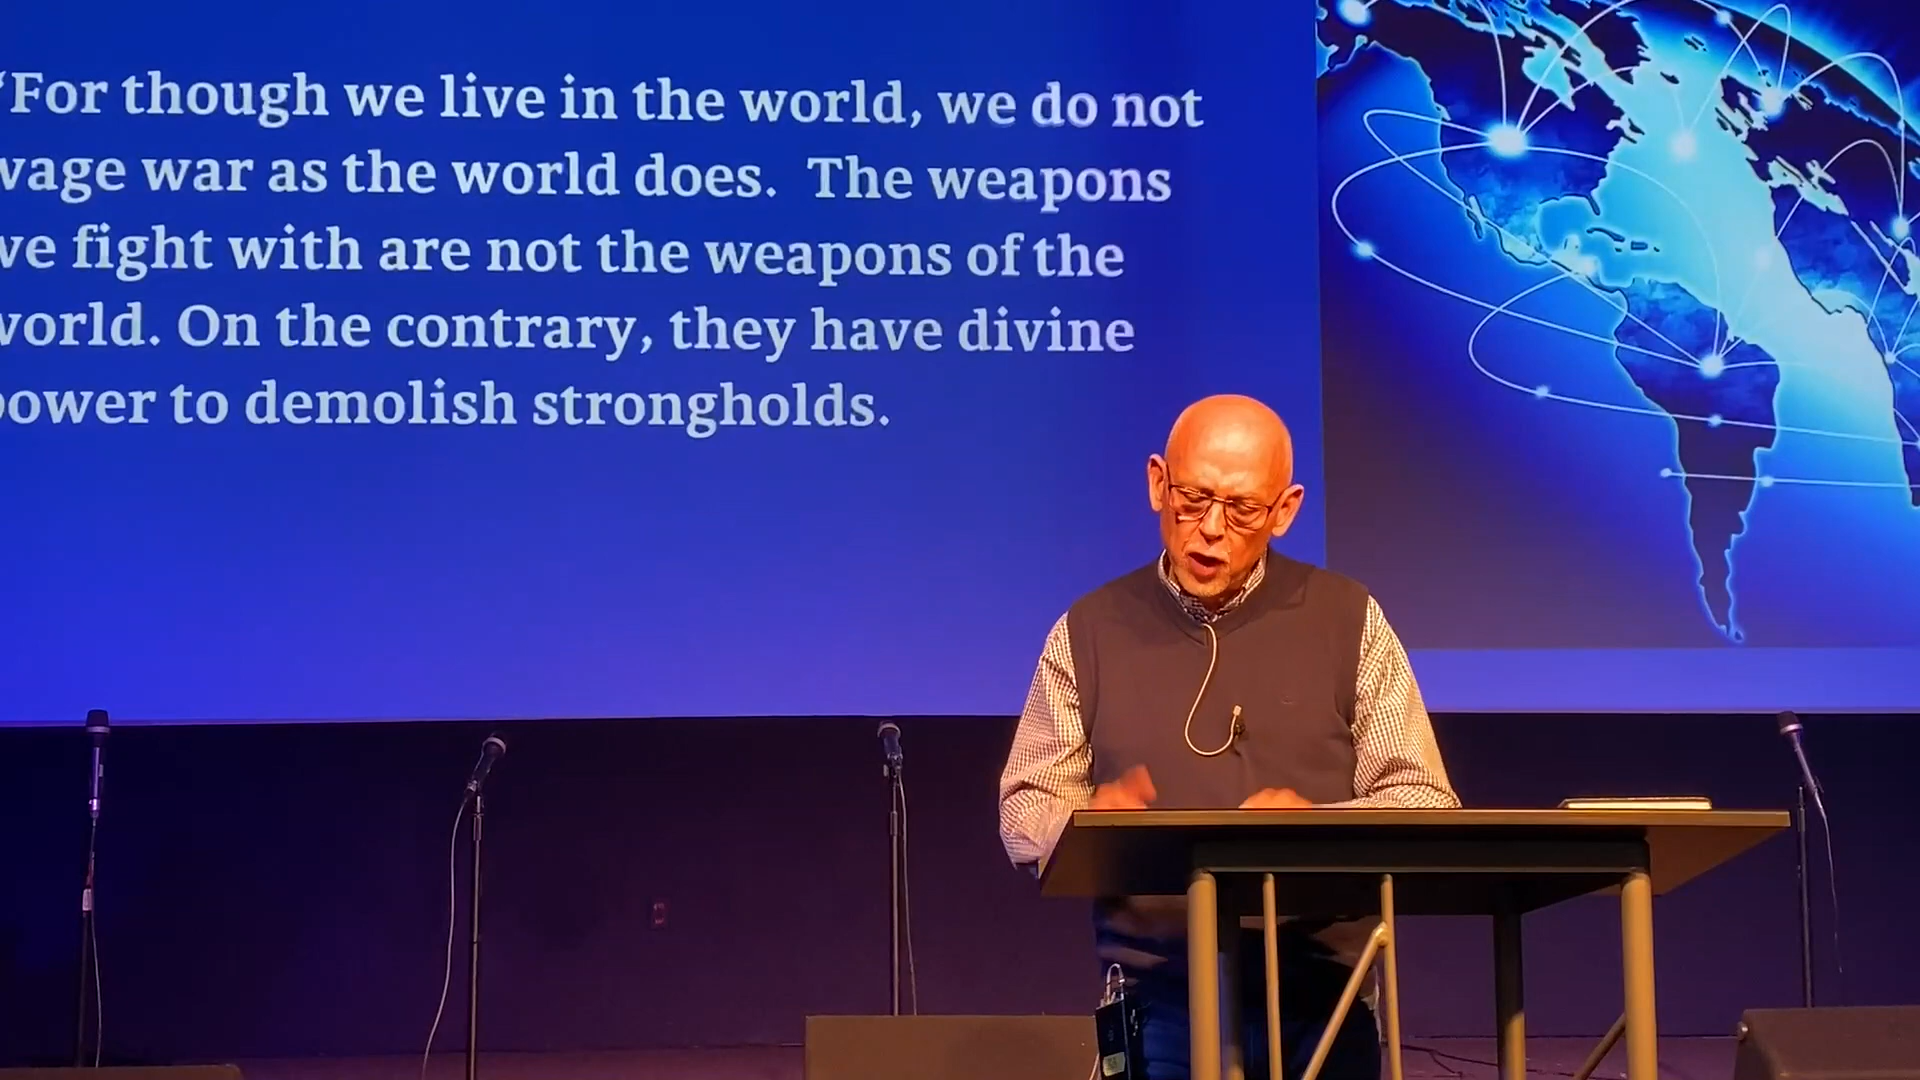 "For though we live in the world, we do not
wage war as the world does. The weapons
we fight with are not the weapons of the
world. On the contrary, they have divine
power to demolish strongholds.